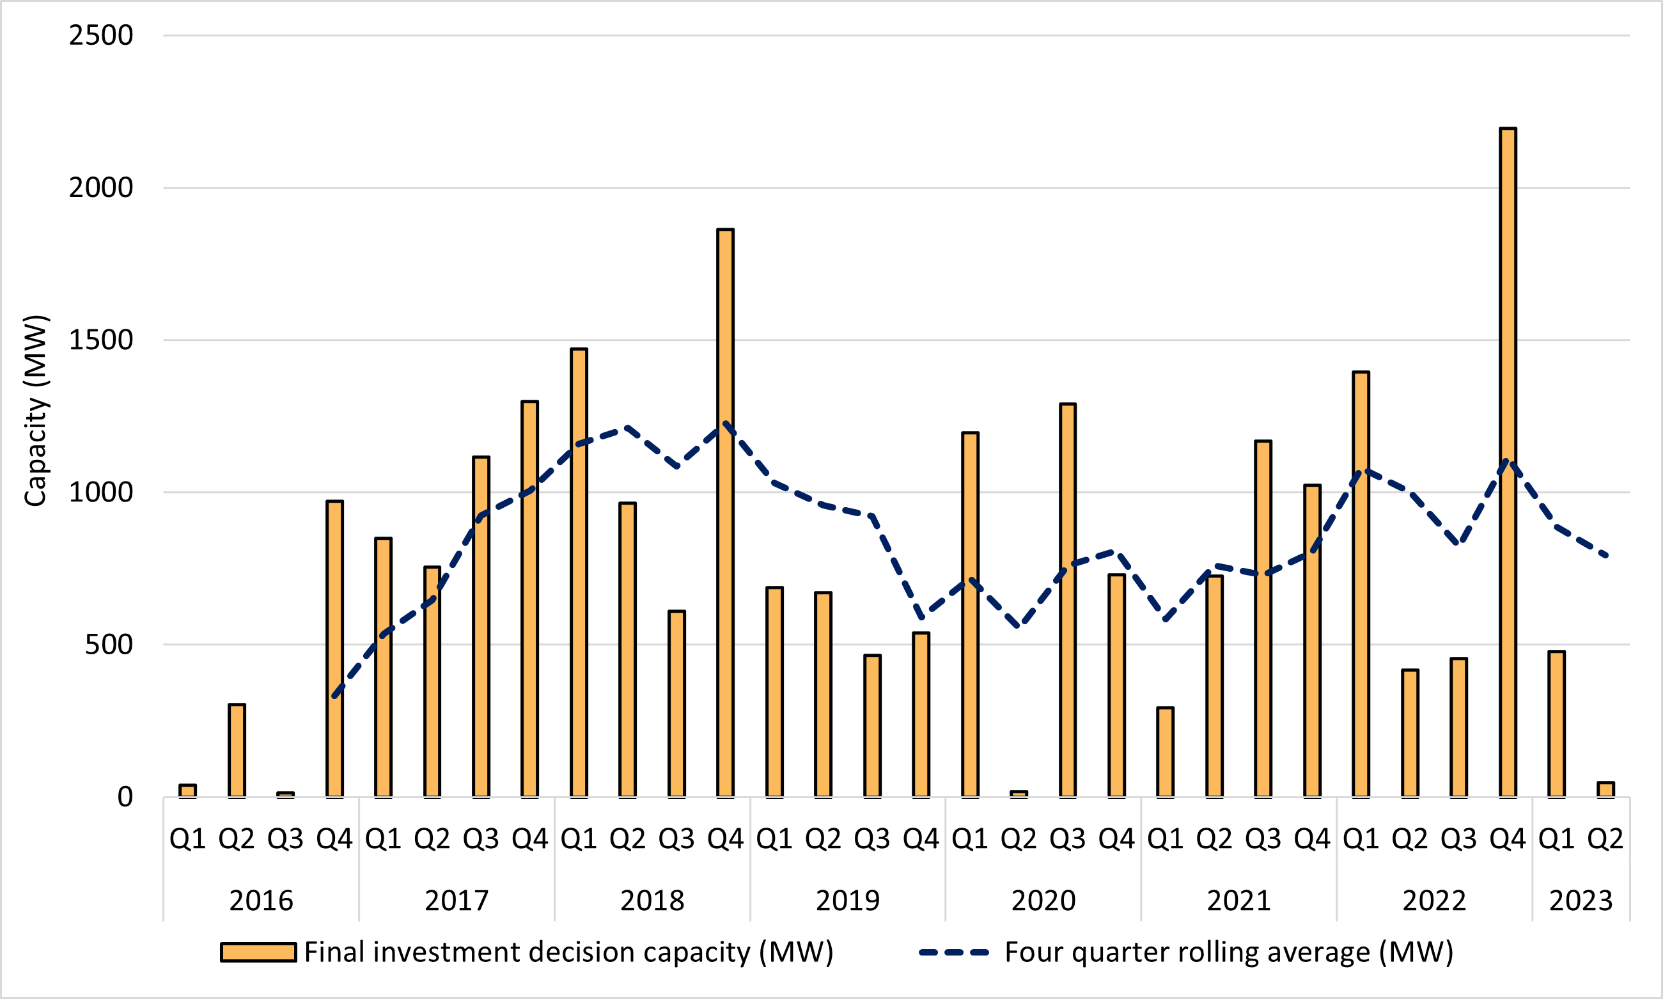 2500
2000
1500
1000
500
0
Capacity (MW)
Q1 Q2 Q3 Q4 Q1 Q2 Q3 Q4 Q1 Q2 Q3 Q4 Q1 Q2 Q3 Q4 Q1 Q2 Q3 Q4 Q1 Q2 Q3 Q4 Q1 Q2 Q3 Q4 Q1 Q2
2016 2017 2018 2019 2020 2021 2022 2023
Final investment decision capacity (MW) Four quarter rolling average (MW)